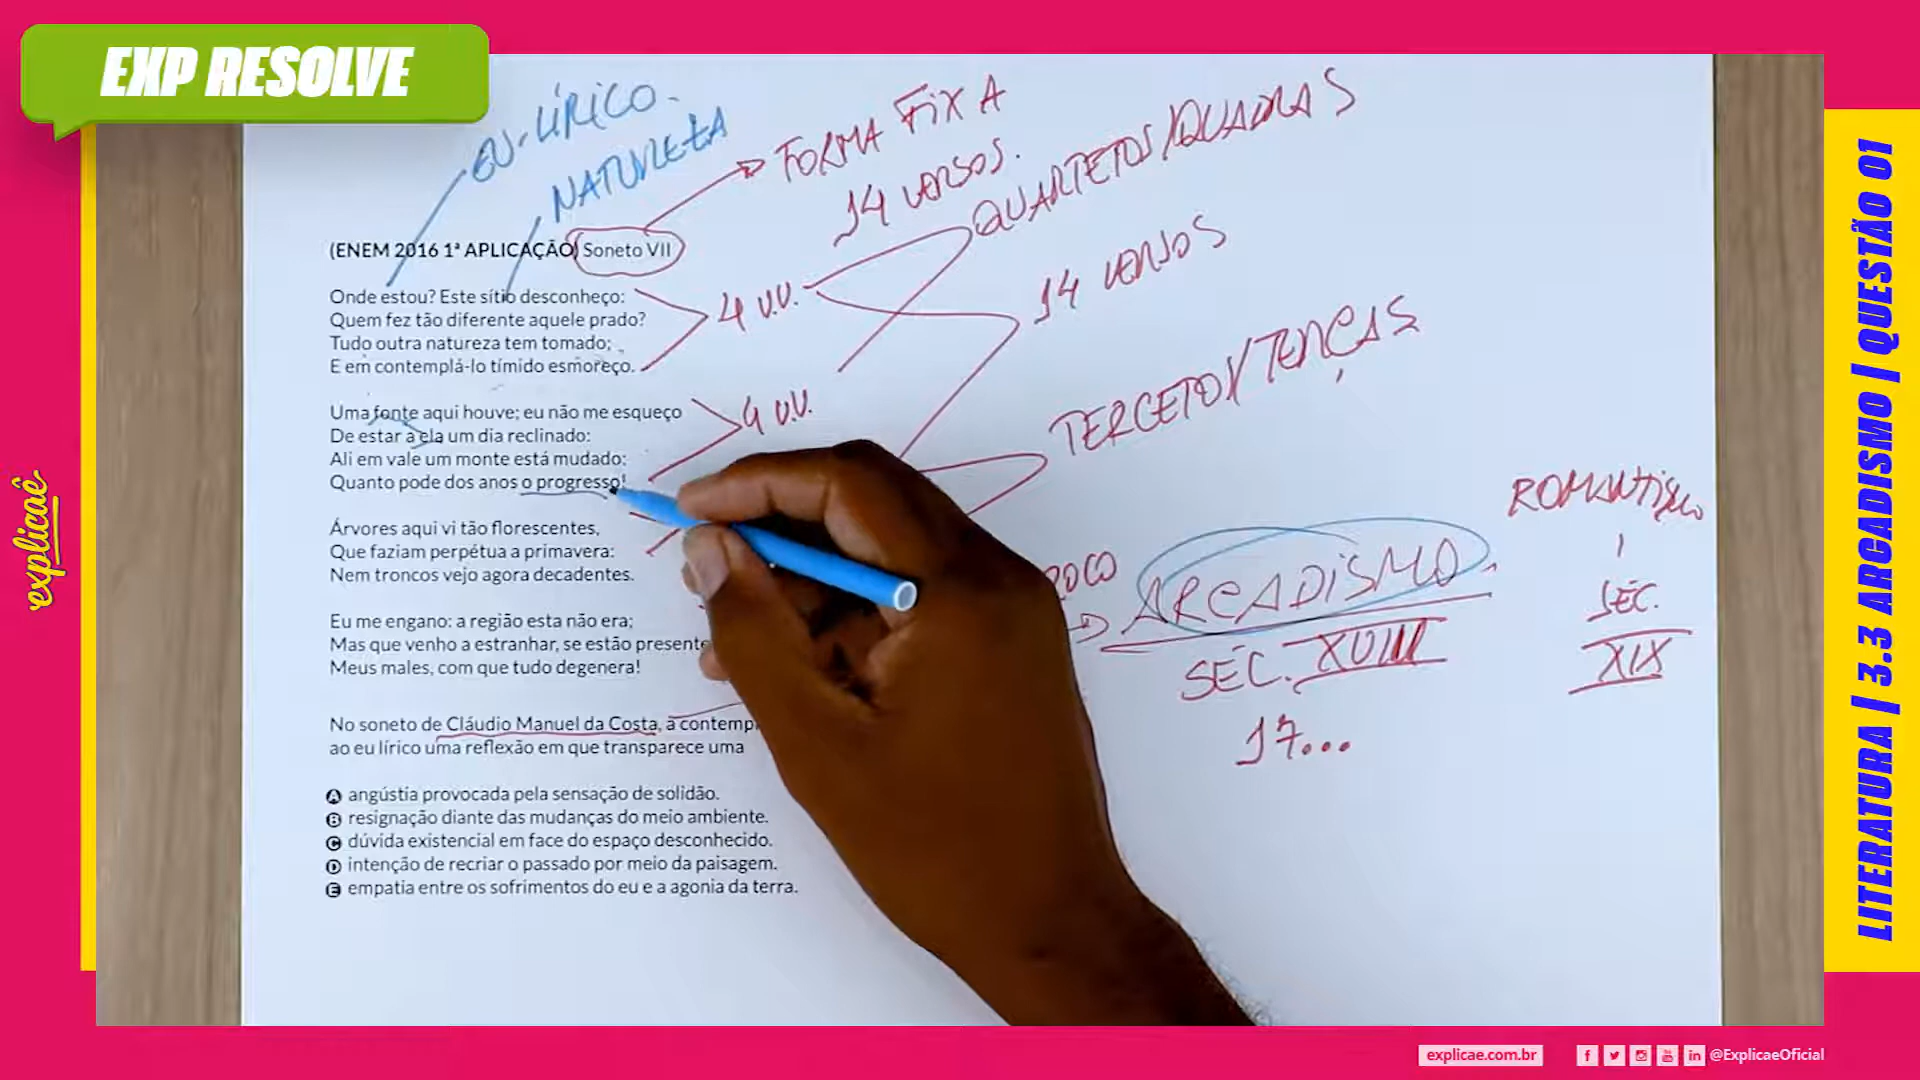 EXP RESOLVE
EU-LÍRICO.
NATUREZA
FORMA FIXA
14 VERSOS.
QUARTETOS/QUADRAS
14 VERSOS
TERCETO/TERÇAS
(ENEM 2016 1ª APLICAÇÃO) Soneto VII
Onde estou? Este sítio desconheço:
Quem fez tão diferente aquele prado?
Tudo outra natureza tem tomado;
E em contemplá-lo tímido esmoreço.
4 V.V.
Uma fonte aqui houve; eu não me esqueço
De estar a ela um dia reclinado:
Ali em vale um monte está mudado:
Quanto pode dos anos o progresso!
4 V.V.
Árvores aqui vi tão florescentes,
Que faziam perpétua a primavera:
Nem troncos vejo agora decadentes.
Eu me engano: a região esta não era;
Mas que venho a estranhar, se estão presente
Meus males, com que tudo degenera!
No soneto de Cláudio Manuel da Costa, a contemp
ao eu lírico uma reflexão em que transparece uma
A angústia provocada pela sensação de solidão.
B resignação diante das mudanças do meio ambiente.
C dúvida existencial em face do espaço desconhecido.
D intenção de recriar o passado por meio da paisagem.
E empatia entre os sofrimentos do eu e a agonia da terra.
ROCO
ARCADISMO.
SÉC. XVIII
17...
ROMANTISMO
SÉC.
XIX
explicaê
LITERATURA | 3.3 ARCADISMO | QUESTÃO 01
explicae.com.br
@ExplicaeOficial